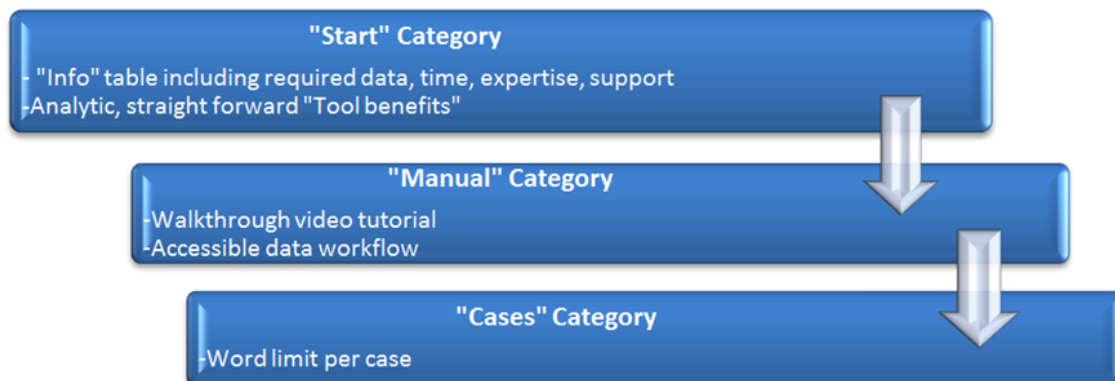 "Start" Category
- "Info" table including required data, time, expertise, support
-Analytic, straight forward "Tool benefits"
"Manual" Category
-Walkthrough video tutorial
-Accessible data workflow
"Cases" Category
-Word limit per case